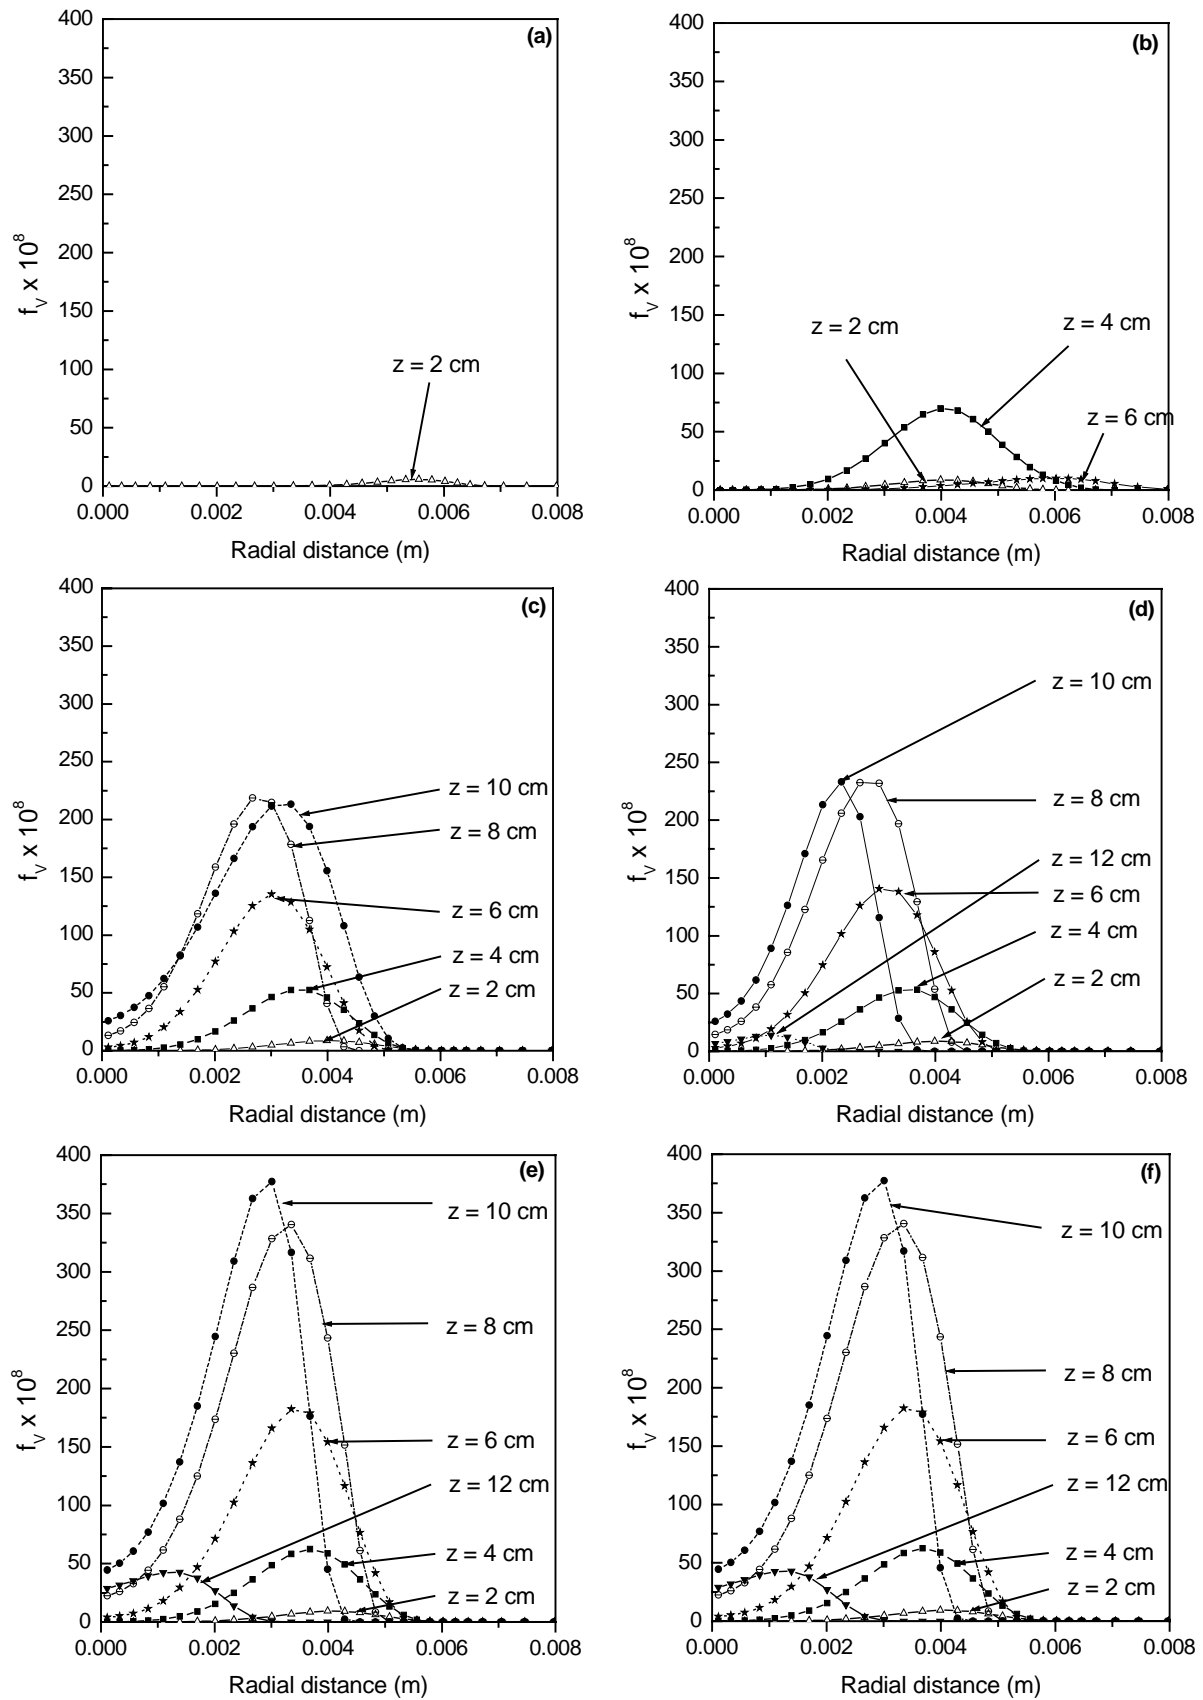 (a)
400
350
300
250
200
150
100
50
0
f_V x 10^8
z = 2 cm
0.000 0.002 0.004 0.006 0.008
Radial distance (m)
(b)
400
350
300
250
200
150
100
50
0
f_V x 10^8
z = 2 cm
z = 4 cm
z = 6 cm
0.000 0.002 0.004 0.006 0.008
Radial distance (m)
(c)
400
350
300
250
200
150
100
50
0
f_V x 10^8
z = 10 cm
z = 8 cm
z = 6 cm
z = 4 cm
z = 2 cm
0.000 0.002 0.004 0.006 0.008
Radial distance (m)
(d)
400
350
300
250
200
150
100
50
0
f_V x 10^8
z = 10 cm
z = 8 cm
z = 12 cm
z = 6 cm
z = 4 cm
z = 2 cm
0.000 0.002 0.004 0.006 0.008
Radial distance (m)
(e)
400
350
300
250
200
150
100
50
0
f_V x 10^8
z = 10 cm
z = 8 cm
z = 6 cm
z = 12 cm
z = 4 cm
z = 2 cm
0.000 0.002 0.004 0.006 0.008
Radial distance (m)
(f)
400
350
300
250
200
150
100
50
0
f_V x 10^8
z = 10 cm
z = 8 cm
z = 6 cm
z = 12 cm
z = 4 cm
z = 2 cm
0.000 0.002 0.004 0.006 0.008
Radial distance (m)